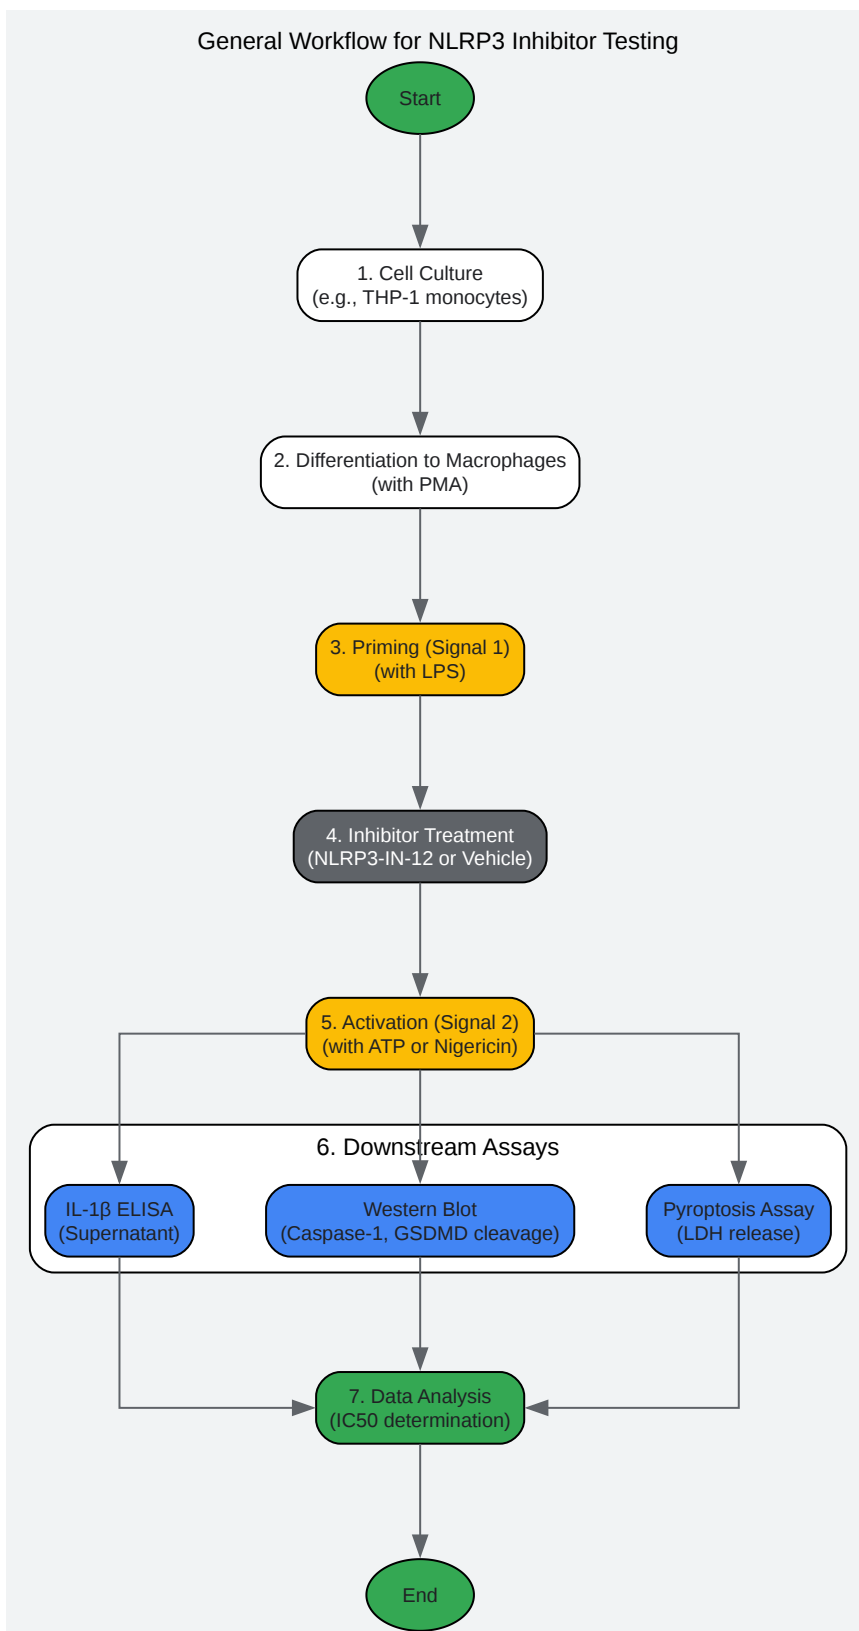 General Workflow for NLRP3 Inhibitor Testing
Start
1. Cell Culture
(e.g., THP-1 monocytes)
2. Differentiation to Macrophages
(with PMA)
3. Priming (Signal 1)
(with LPS)
4. Inhibitor Treatment
(NLRP3-IN-12 or Vehicle)
5. Activation (Signal 2)
(with ATP or Nigericin)
6. Downstream Assays
IL-1β ELISA
(Supernatant)
Western Blot
(Caspase-1, GSDMD cleavage)
Pyroptosis Assay
(LDH release)
7. Data Analysis
(IC50 determination)
End